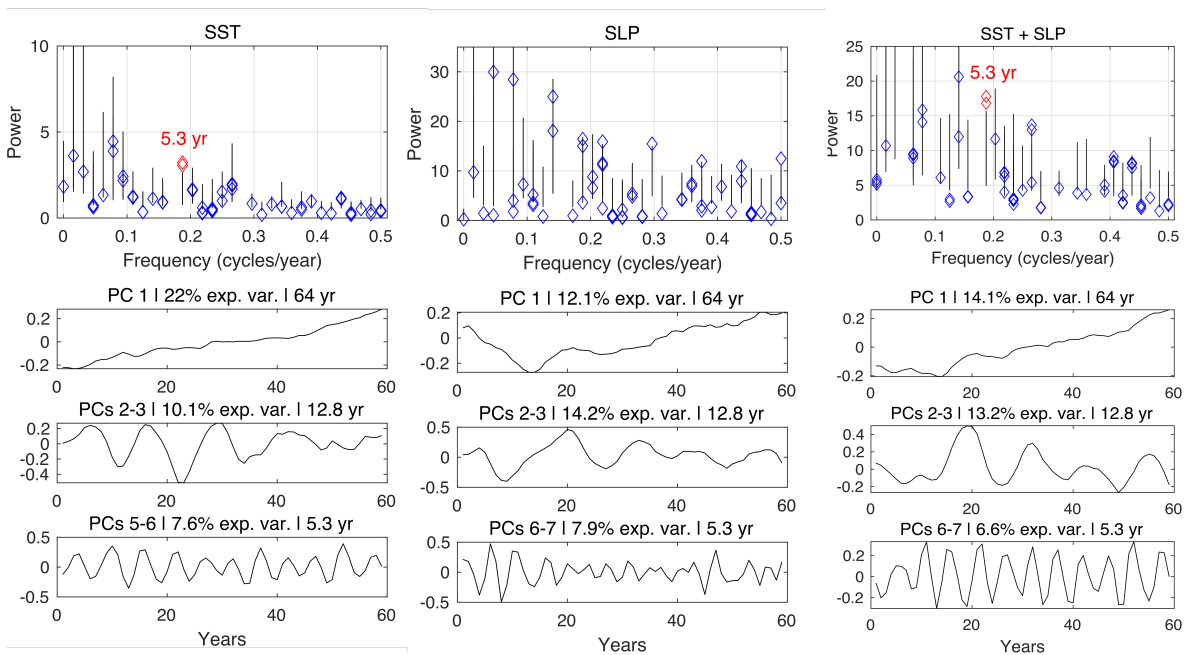 SST
10
5
0
Power
5.3 yr
0 0.1 0.2 0.3 0.4 0.5
Frequency (cycles/year)
PC 1 | 22% exp. var. | 64 yr
0.2
0
-0.2
0 20 40 60
PCs 2-3 | 10.1% exp. var. | 12.8 yr
0.2
0
-0.2
-0.4
0 20 40 60
PCs 5-6 | 7.6% exp. var. | 5.3 yr
0.5
0
-0.5
0 20 40 60
Years
SLP
30
20
10
0
Power
0 0.1 0.2 0.3 0.4 0.5
Frequency (cycles/year)
PC 1 | 12.1% exp. var. | 64 yr
0.2
0
-0.2
0 20 40 60
PCs 2-3 | 14.2% exp. var. | 12.8 yr
0.5
0
-0.5
0 20 40 60
PCs 6-7 | 7.9% exp. var. | 5.3 yr
0.5
0
-0.5
0 20 40 60
Years
SST + SLP
25
20
15
10
5
0
Power
5.3 yr
0 0.1 0.2 0.3 0.4 0.5
Frequency (cycles/year)
PC 1 | 14.1% exp. var. | 64 yr
0.2
0
-0.2
0 20 40 60
PCs 2-3 | 13.2% exp. var. | 12.8 yr
0.4
0.2
0
-0.2
0 20 40 60
PCs 6-7 | 6.6% exp. var. | 5.3 yr
0.2
0
-0.2
0 20 40 60
Years